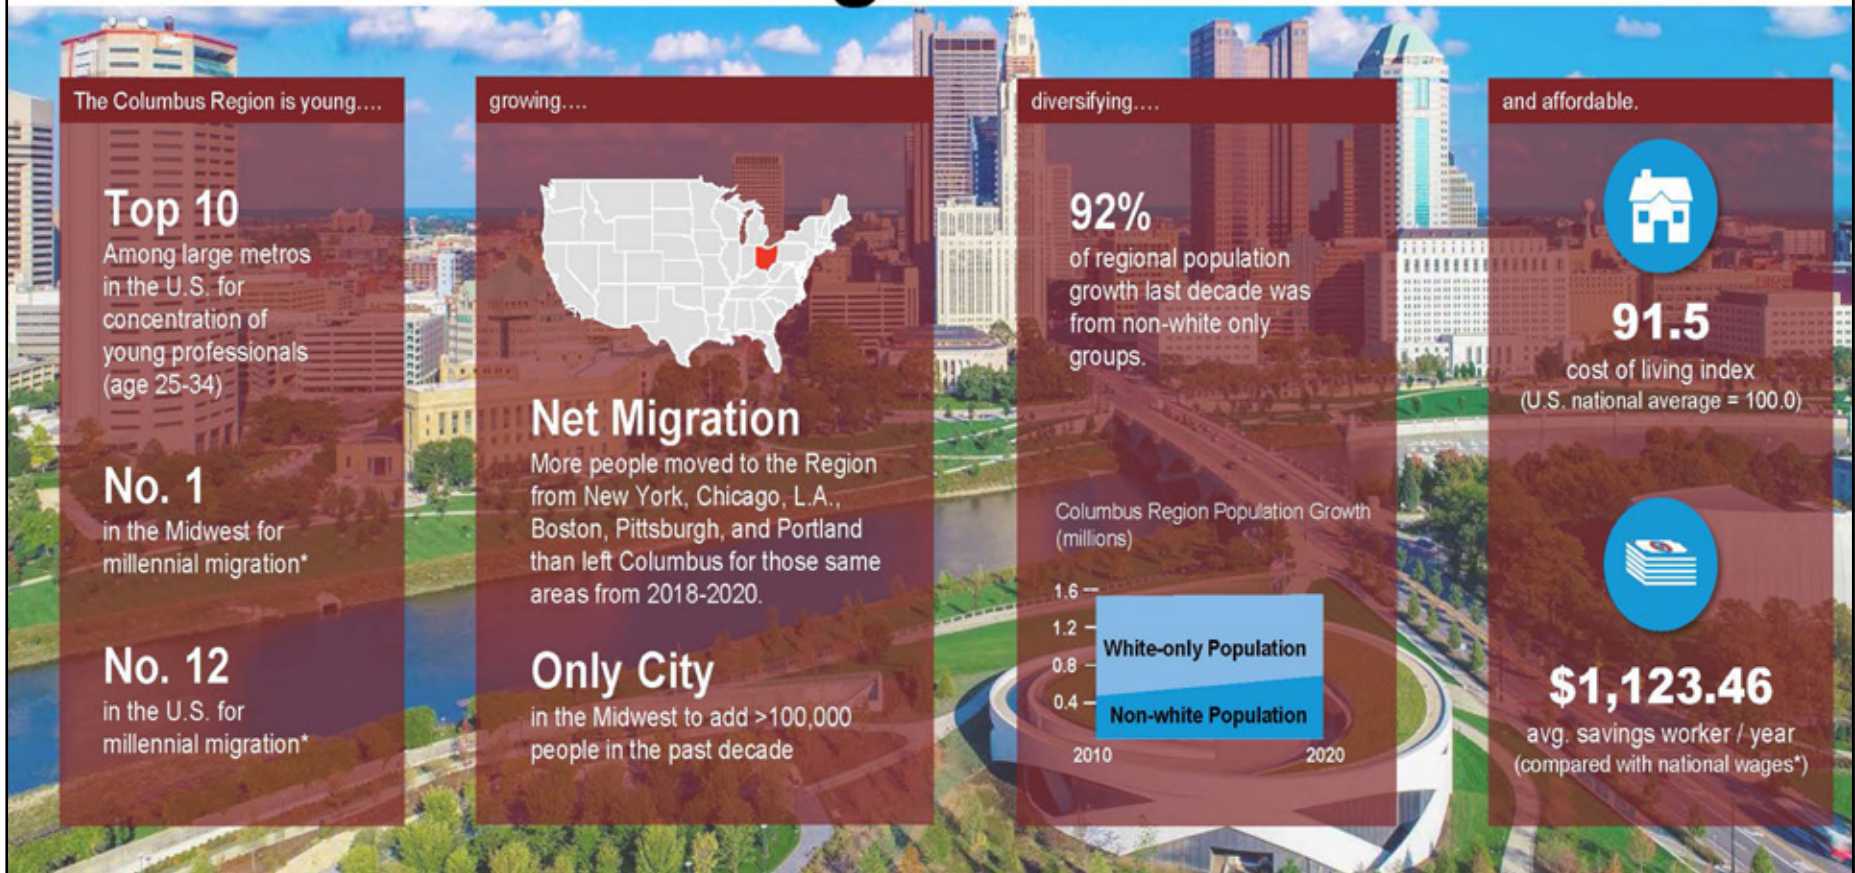 The Columbus Region is young....
Top 10
Among large metros
in the U.S. for
concentration of
young professionals
(age 25-34)
No. 1
in the Midwest for
millennial migration*
No. 12
in the U.S. for
millennial migration*
growing....
Net Migration
More people moved to the Region
from New York, Chicago, L.A.,
Boston, Pittsburgh, and Portland
than left Columbus for those same
areas from 2018-2020.
Only City
in the Midwest to add >100,000
people in the past decade
diversifying....
92%
of regional population
growth last decade was
from non-white only
groups.
Columbus Region Population Growth
(millions)
1.6
1.2
0.8
0.4
White-only Population
Non-white Population
2010
2020
and affordable.
91.5
cost of living index
(U.S. national average = 100.0)
$1,123.46
avg. savings worker / year
(compared with national wages*)